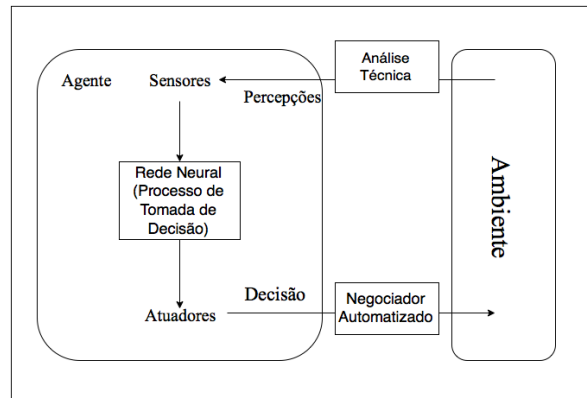 Análise
Técnica
Agente
Sensores
Percepções
Rede Neural
(Processo de
Tomada de
Decisão)
Ambiente
Decisão
Negociador
Automatizado
Atuadores